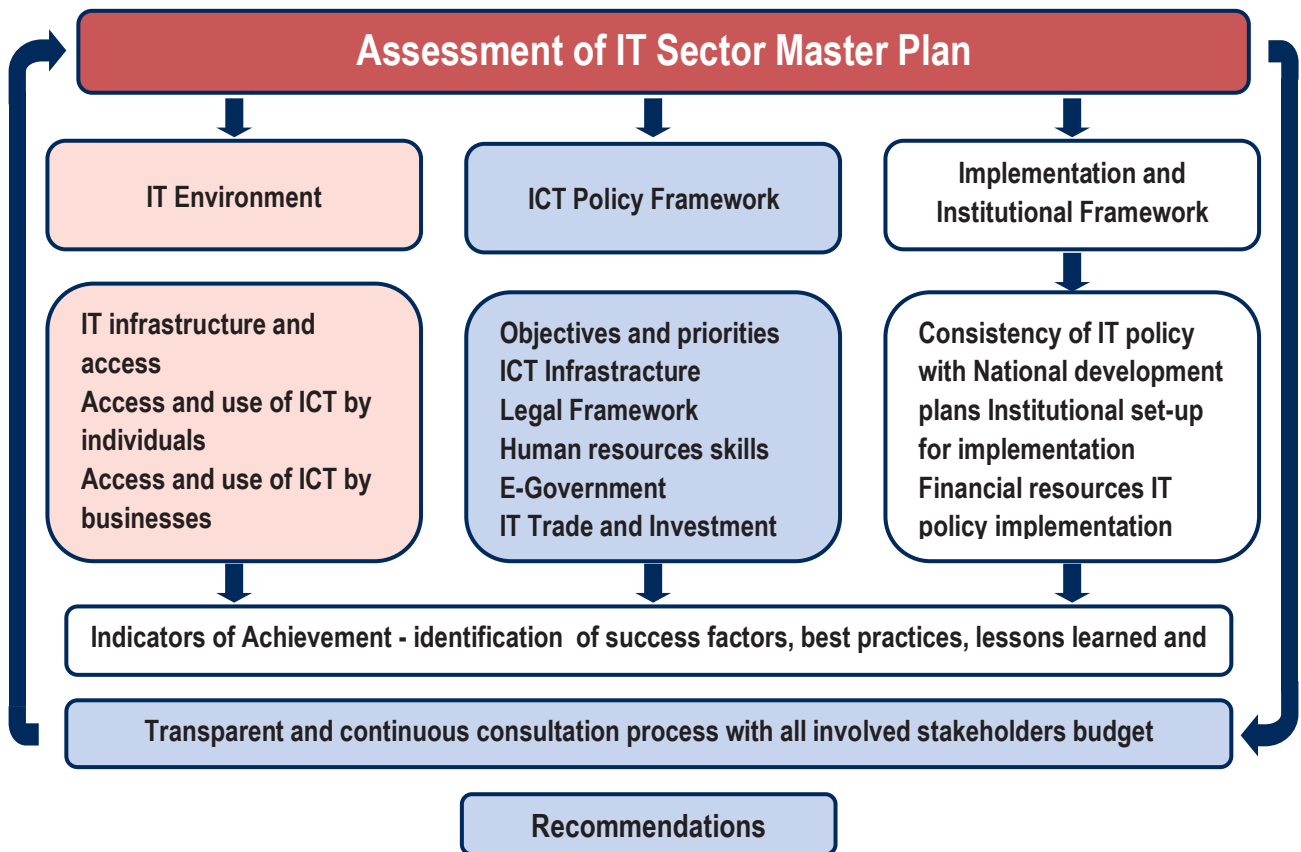 Assessment of IT Sector Master Plan
IT Environment
ICT Policy Framework
Implementation and
Institutional Framework
IT infrastructure and
access
Access and use of ICT by
individuals
Access and use of ICT by
businesses
Objectives and priorities
ICT Infrastracture
Legal Framework
Human resources skills
E-Government
IT Trade and Investment
Consistency of IT policy
with National development
plans Institutional set-up
for implementation
Financial resources IT
policy implementation
Indicators of Achievement - identification of success factors, best practices, lessons learned and
Transparent and continuous consultation process with all involved stakeholders budget
Recommendations